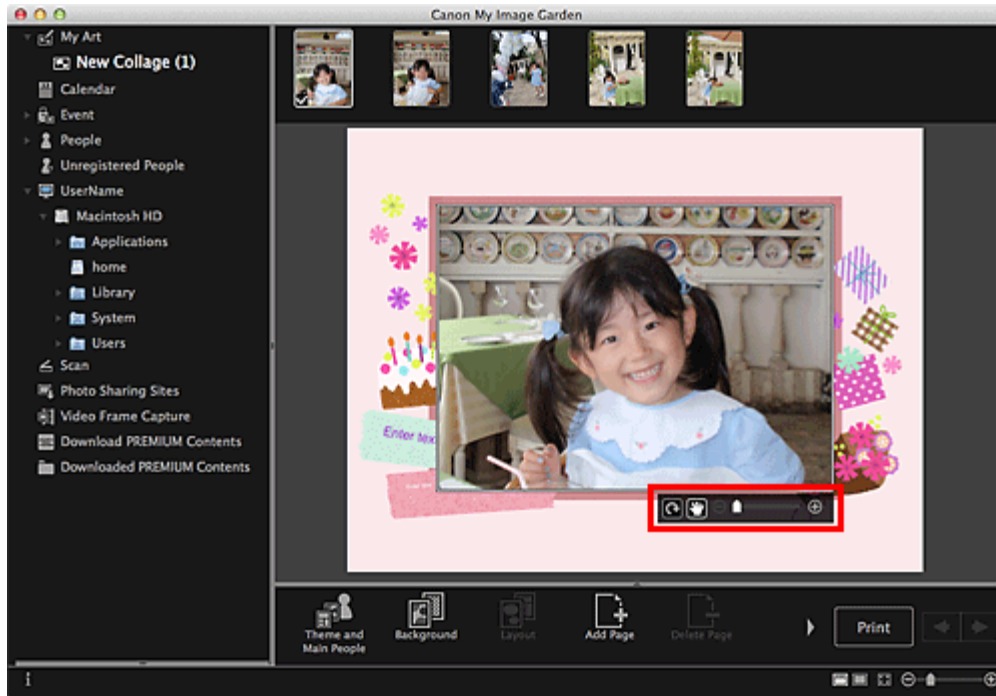 Canon My Image Garden
My Art
New Collage (1)
Calendar
Event
People
Unregistered People
UserName
Macintosh HD
Applications
home
Library
System
Users
Scan
Photo Sharing Sites
Video Frame Capture
Download PREMIUM Contents
Downloaded PREMIUM Contents
Enter tex
Theme and
Main People
Background
Layout
Add Page
Delete Page
Print